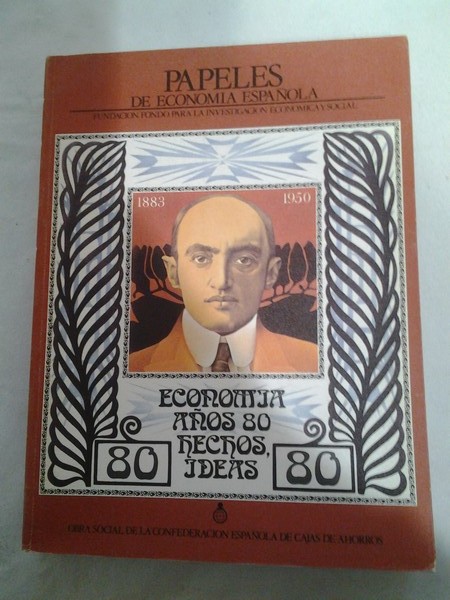 PAPELES
DE ECONOMIA ESPAÑOLA
FUNDACION FONDO PARA LA INVESTIGACION ECONOMICA Y SOCIAL
1883 1950
ECONOMIA
AÑOS 80
HECHOS,
IDEAS
80 80
OBRA SOCIAL DE LA CONFEDERACION ESPAÑOLA DE CAJAS DE AHORROS